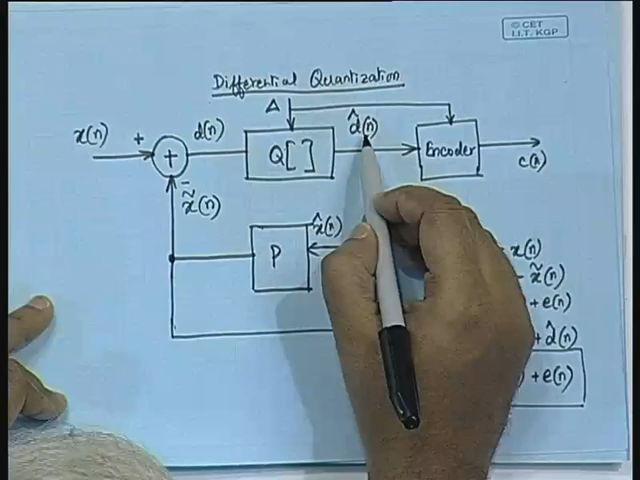 © CET
I.I.T. KGP
Differential Quantization
Δ
x(n) + d(n) Q[ ] d̂(n) Encoder c(n)
+
− x̃(n)
P x̂(n)
x(n)
- x̃(n)
+ e(n)
+ d̂(n)
) + e(n)